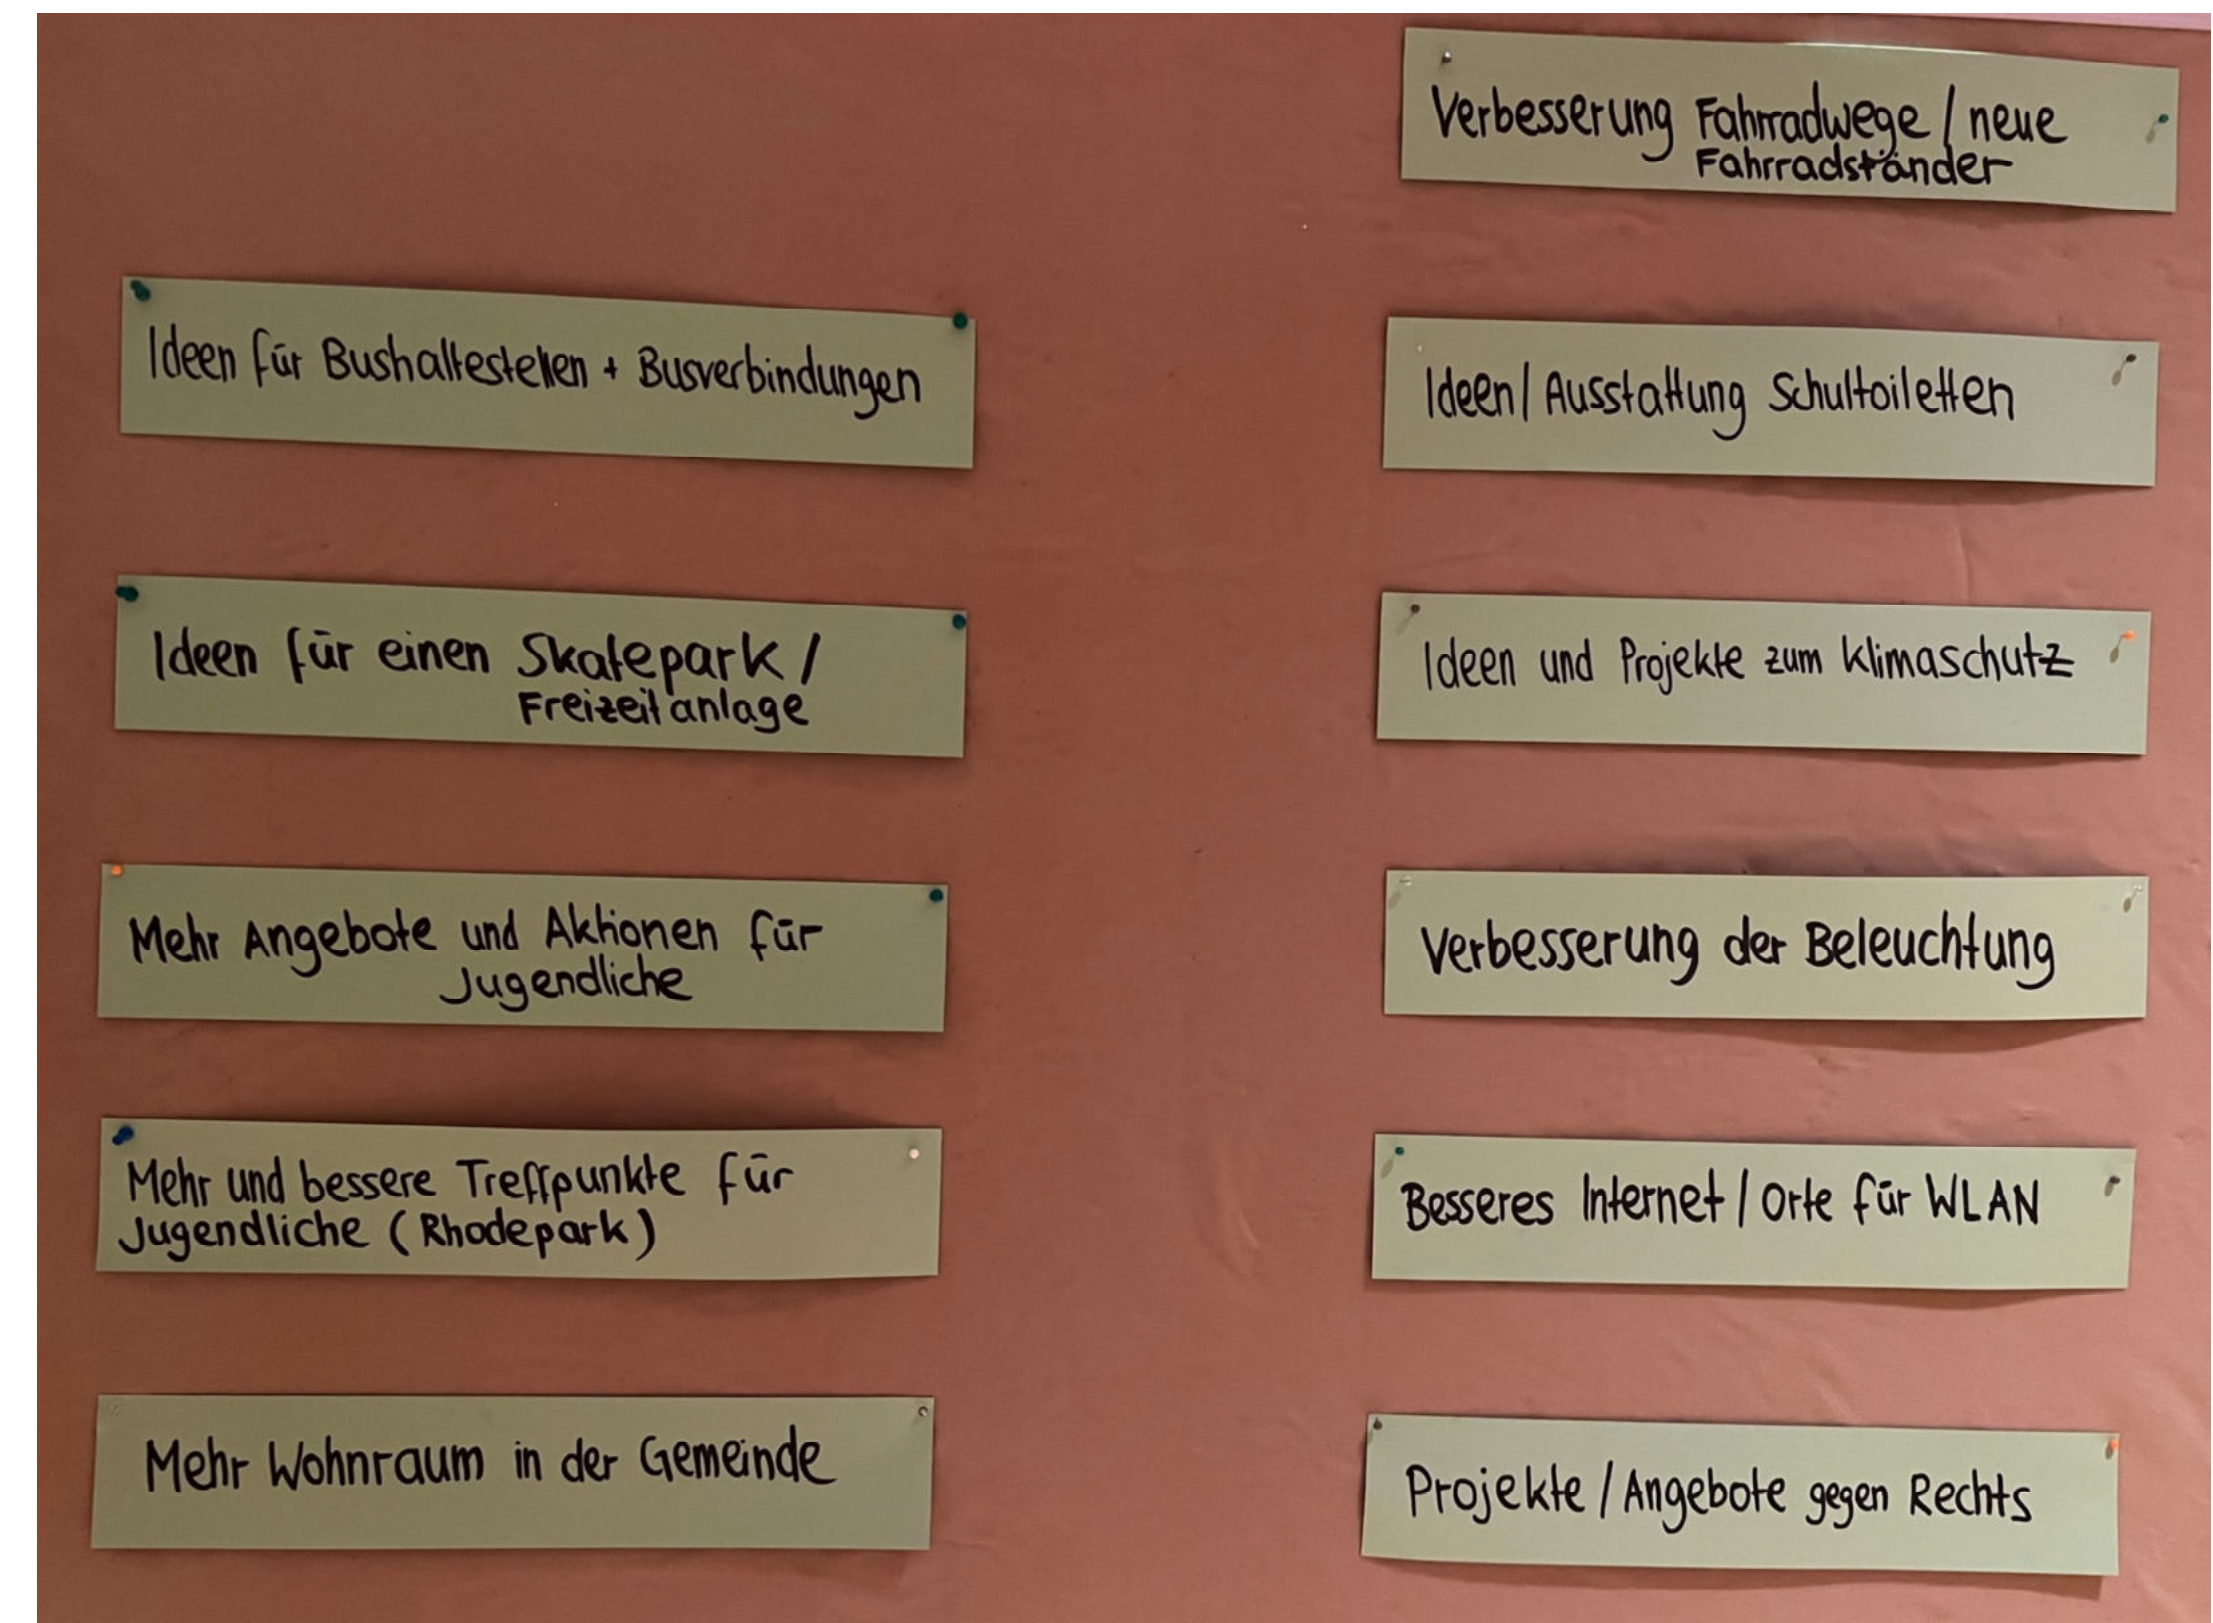 Ideen für Bushaltestellen + Busverbindungen
Ideen für einen Skatepark /
Freizeitanlage
Mehr Angebote und Aktionen für
Jugendliche
Mehr und bessere Treffpunkte für
Jugendliche (Rhodepark)
Mehr Wohnraum in der Gemeinde
Verbesserung Fahrradwege / neue
Fahrradständer
Ideen / Ausstattung Schultoiletten
Ideen und Projekte zum Klimaschutz
Verbesserung der Beleuchtung
Besseres Internet / Orte für WLAN
Projekte / Angebote gegen Rechts